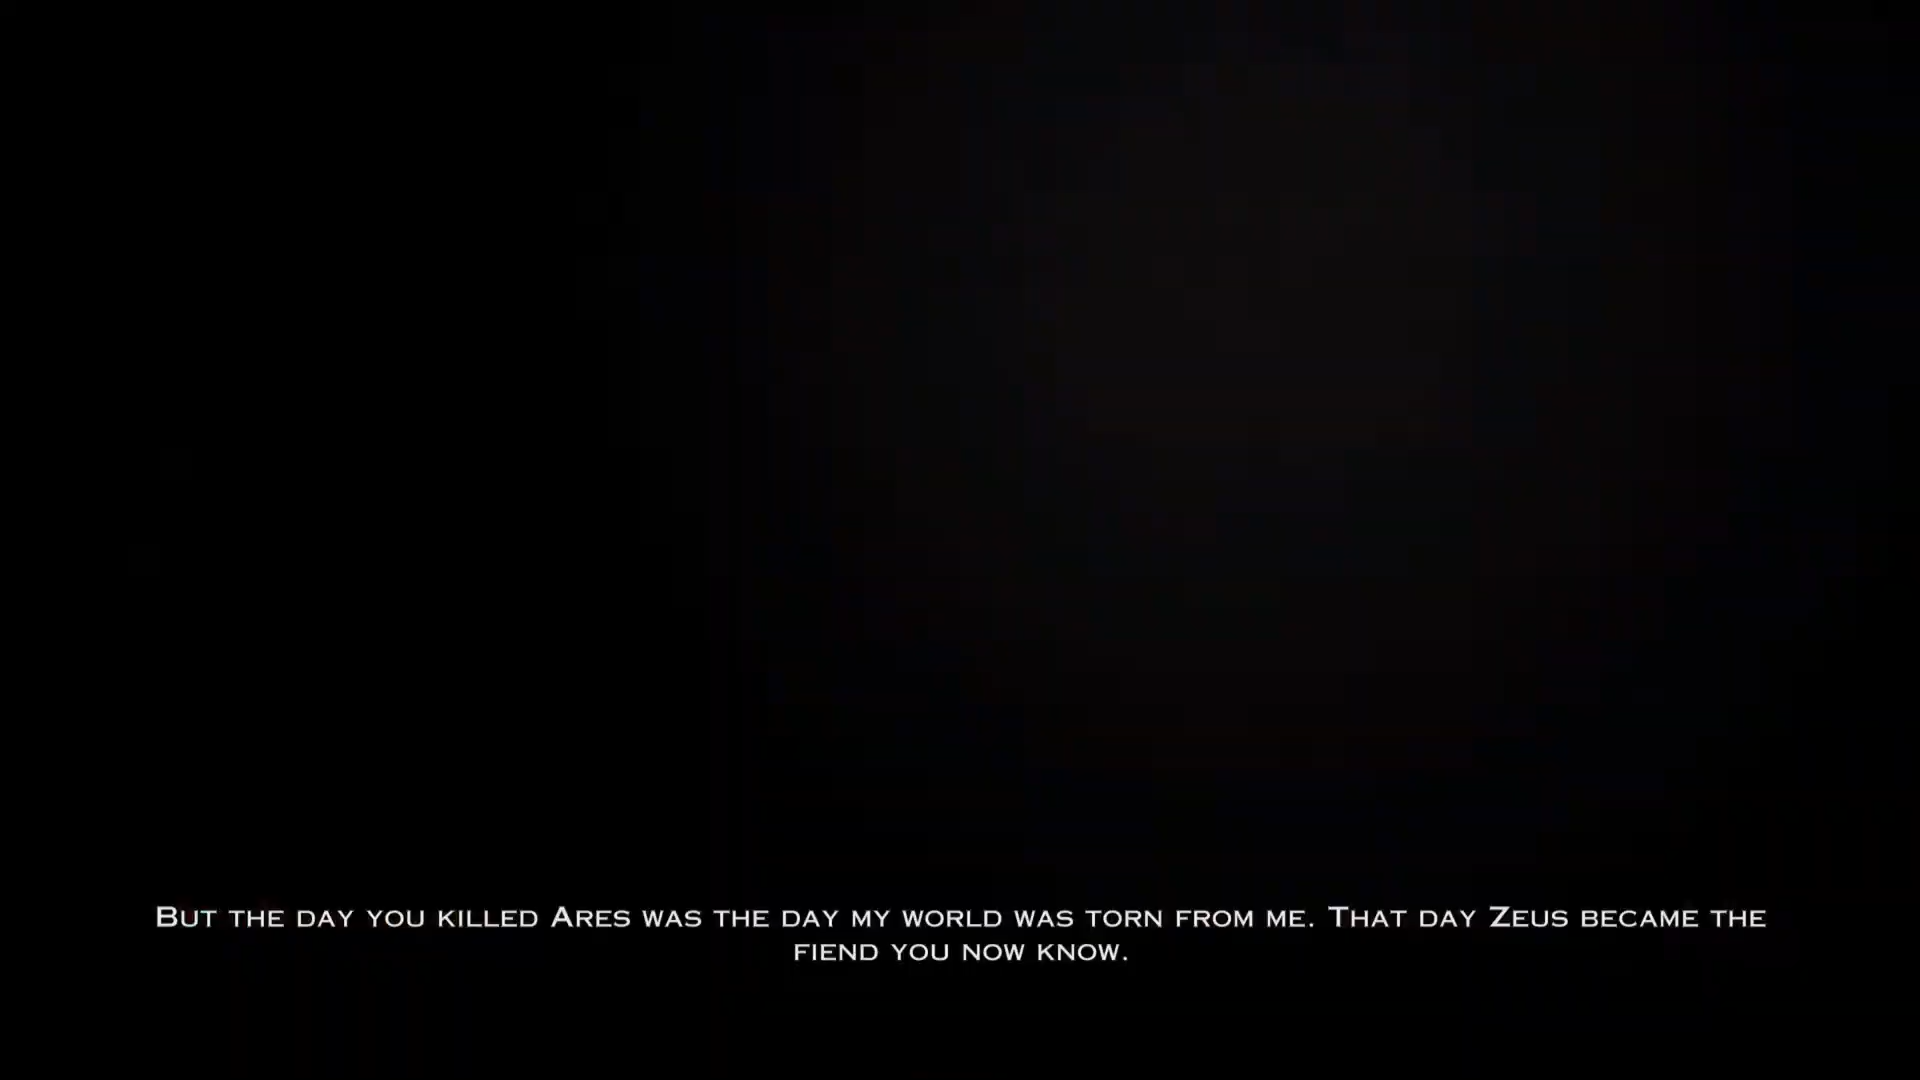 But the day you killed Ares was the day my world was torn from me. That day Zeus became the
fiend you now know.